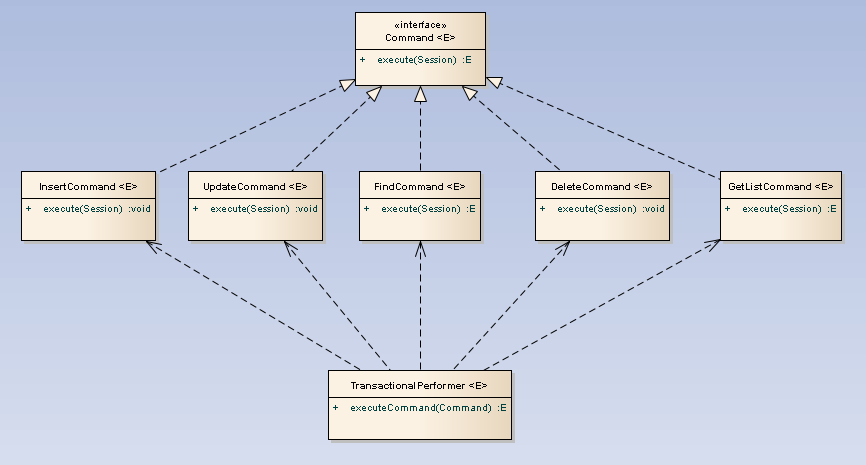 «interface»
Command <E>
+ execute(Session) :E
InsertCommand <E>
+ execute(Session) :void
UpdateCommand <E>
+ execute(Session) :void
FindCommand <E>
+ execute(Session) :E
DeleteCommand <E>
+ execute(Session) :void
GetListCommand <E>
+ execute(Session) :E
TransactionalPerformer <E>
+ executeCommand(Command) :E